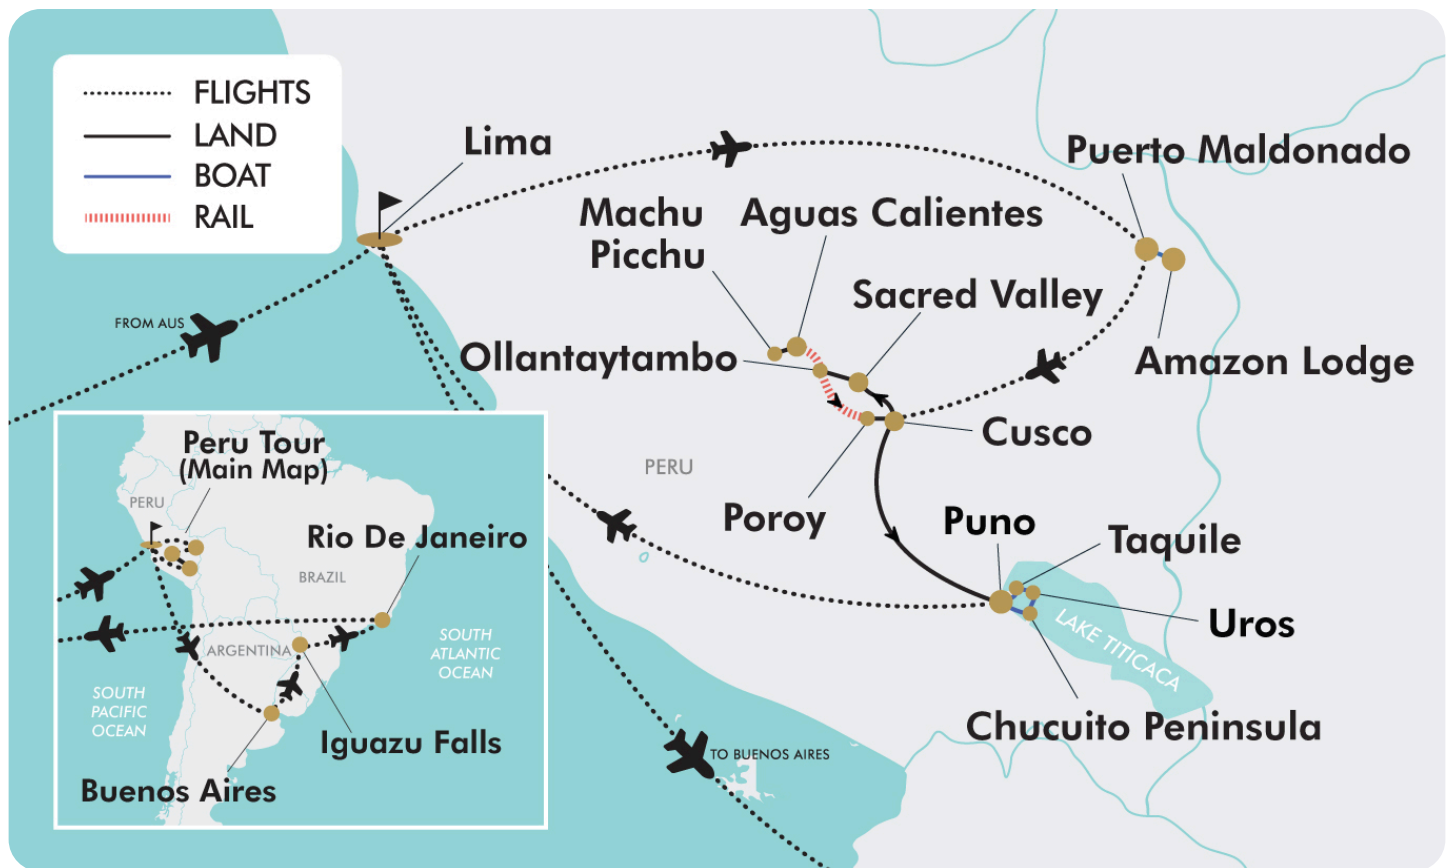 FLIGHTS
LAND
BOAT
RAIL
Lima
Puerto Maldonado
Machu
Picchu
Aguas Calientes
Sacred Valley
FROM AUS
Ollantaytambo
Amazon Lodge
Cusco
PERU
Poroy
Puno
Taquile
Uros
LAKE TITICACA
Chucuito Peninsula
TO BUENOS AIRES
Peru Tour
(Main Map)
PERU
Rio De Janeiro
BRAZIL
ARGENTINA
SOUTH
ATLANTIC
OCEAN
SOUTH
PACIFIC
OCEAN
Iguazu Falls
Buenos Aires